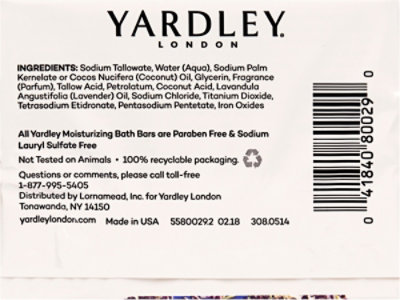 YARDLEY
LONDON
INGREDIENTS: Sodium Tallowate, Water (Aqua), Sodium Palm
Kernelate or Cocos Nucifera (Coconut) Oil, Glycerin, Fragrance
(Parfum), Tallow Acid, Petrolatum, Coconut Acid, Lavandula
Angustifolia (Lavender) Oil, Sodium Chloride, Titanium Dioxide,
Tetrasodium Etidronate, Pentasodium Pentetate, Iron Oxides
All Yardley Moisturizing Bath Bars are Paraben Free & Sodium
Lauryl Sulfate Free
Not Tested on Animals • 100% recyclable packaging.
Questions or comments, please call toll-free
1-877-995-5405
Distributed by Lornamead, Inc. for Yardley London
Tonawanda, NY 14150
yardleylondon.com Made in USA 55800292 02.18 308.0514
0 41840 80029 0